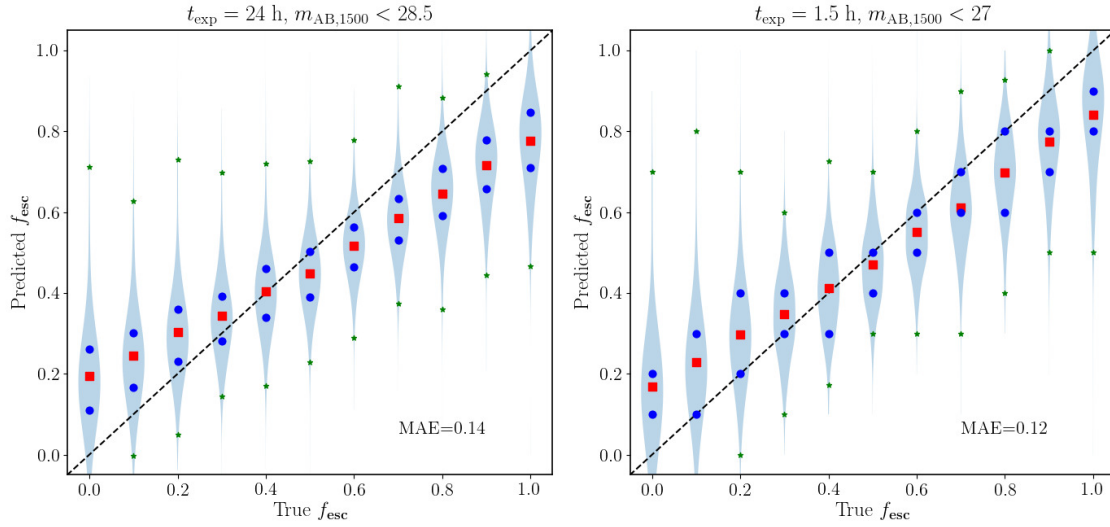 t_exp = 24 h, m_AB,1500 < 28.5
Predicted f_esc
1.0
0.8
0.6
0.4
0.2
0.0
MAE=0.14
0.0 0.2 0.4 0.6 0.8 1.0
True f_esc
t_exp = 1.5 h, m_AB,1500 < 27
Predicted f_esc
1.0
0.8
0.6
0.4
0.2
0.0
MAE=0.12
0.0 0.2 0.4 0.6 0.8 1.0
True f_esc